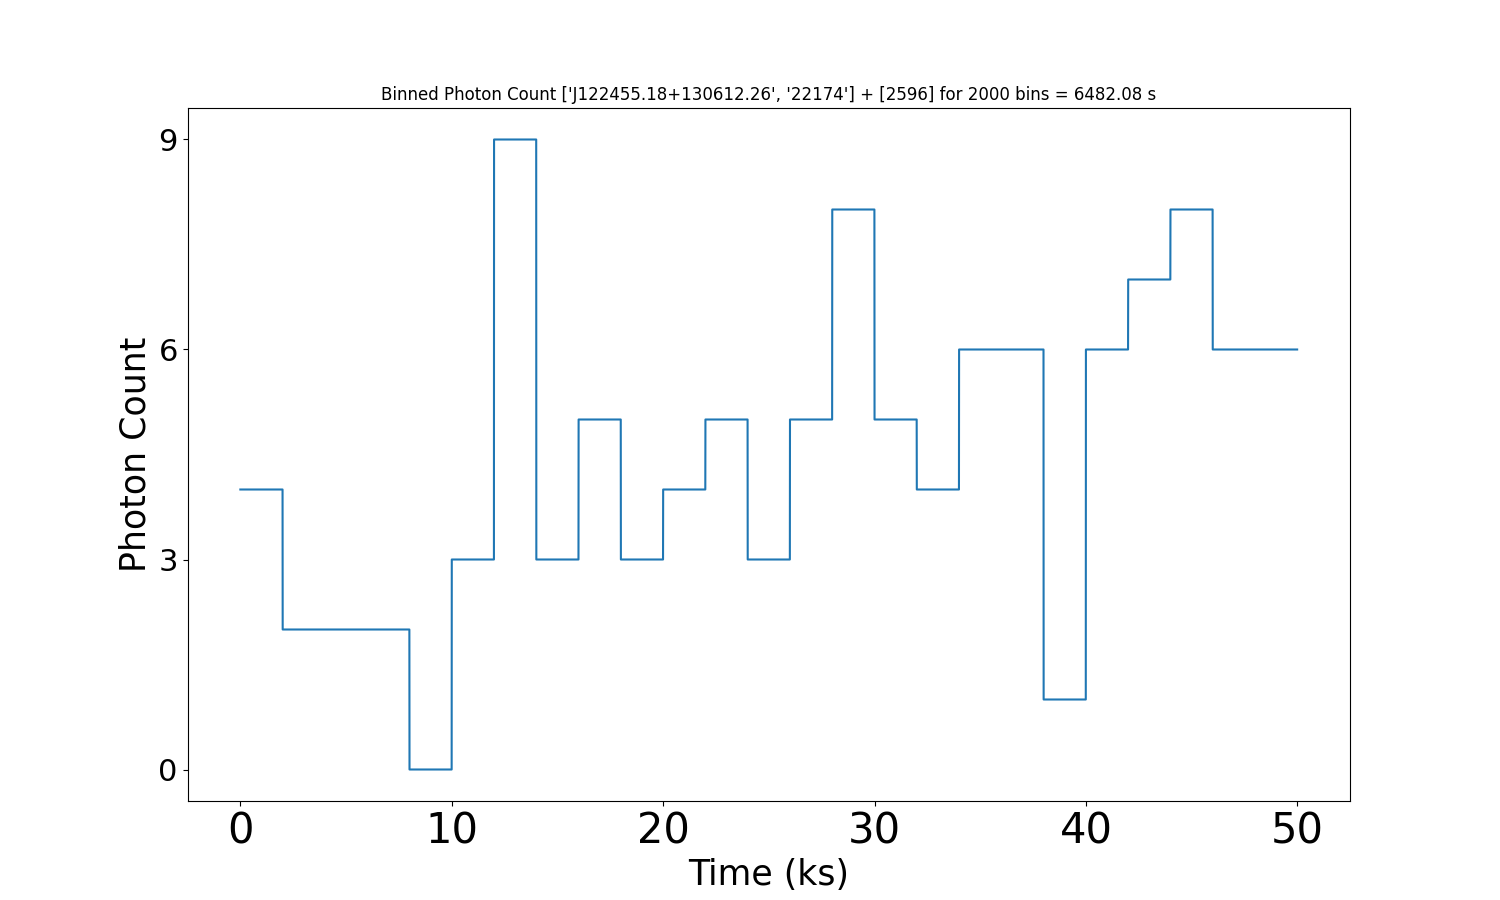 Binned Photon Count ['J122455.18+130612.26', '22174'] + [2596] for 2000 bins = 6482.08 s
9
6
3
0
Photon Count
0 10 20 30 40 50
Time (ks)